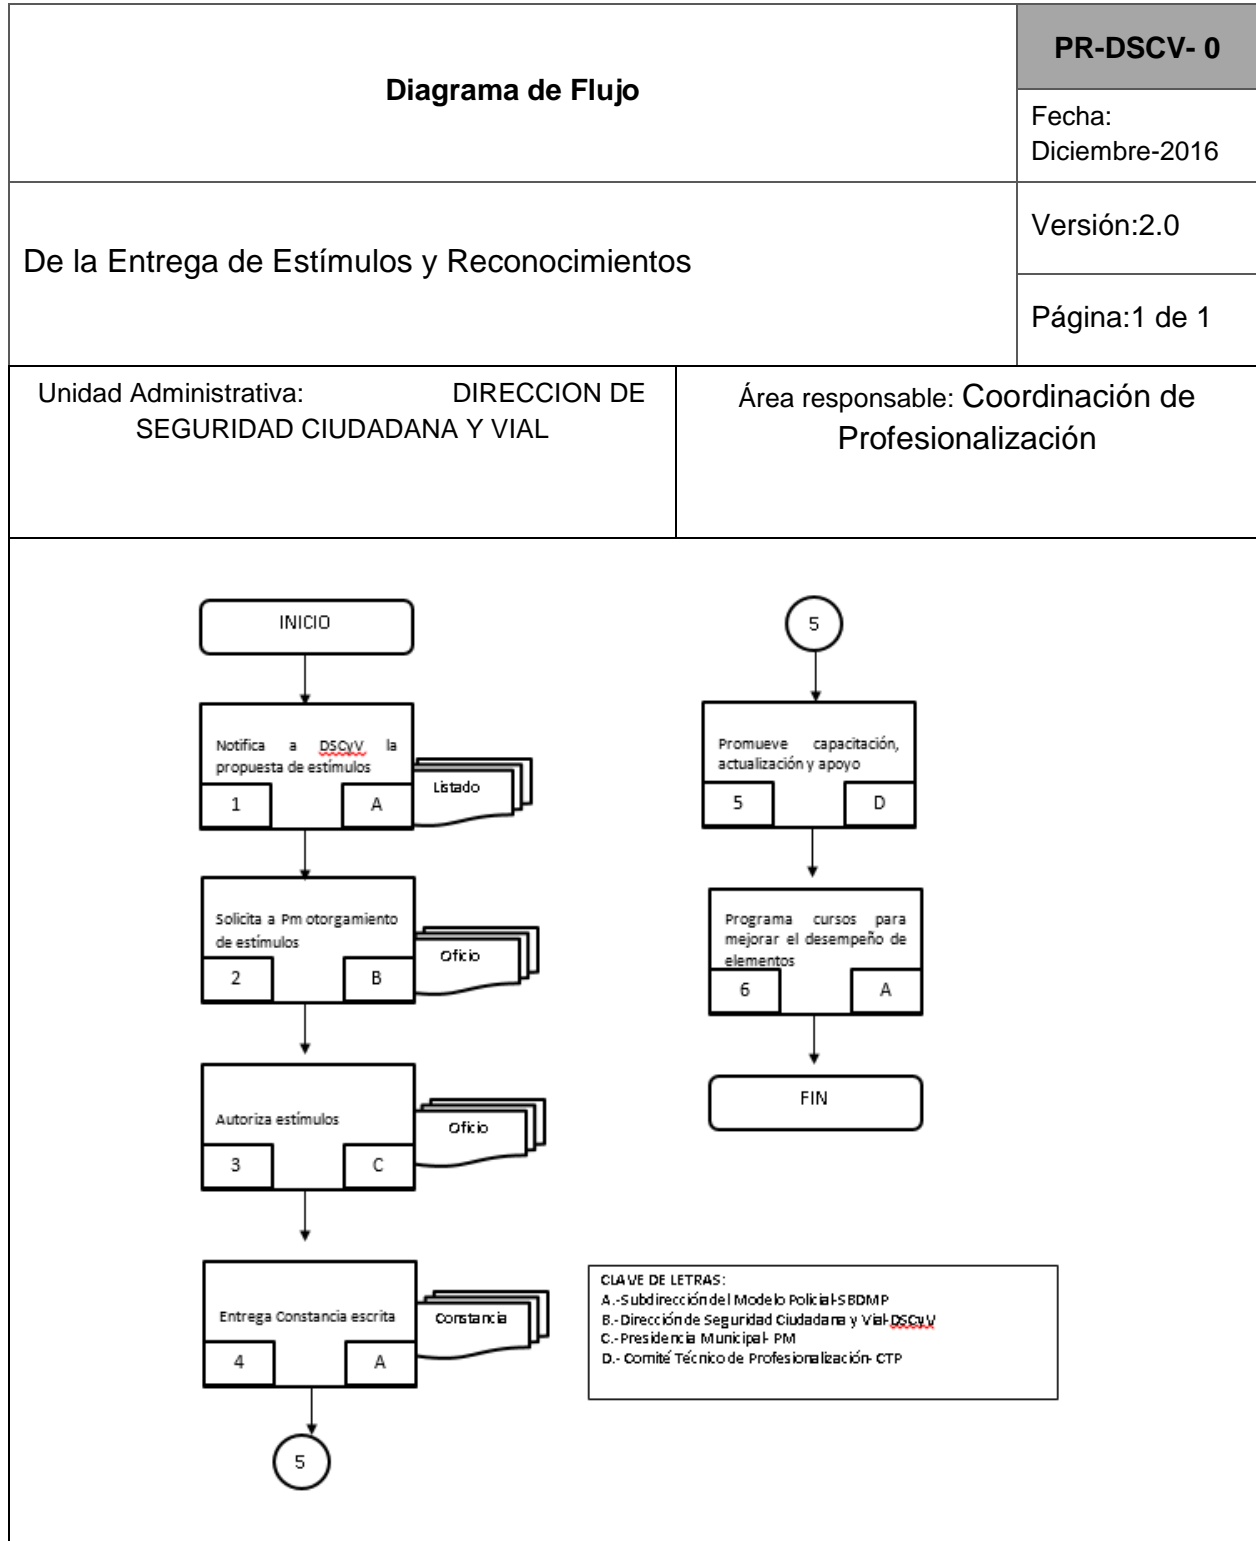 Diagrama de Flujo
PR-DSCV- 0
Fecha:
Diciembre-2016
De la Entrega de Estímulos y Reconocimientos
Versión:2.0
Página:1 de 1
Unidad Administrativa: DIRECCION DE
SEGURIDAD CIUDADANA Y VIAL
Área responsable: Coordinación de
Profesionalización
INICIO
Notifica a DSCyV la
propuesta de estímulos
1 A
Listado
Solicita a Pm otorgamiento
de estímulos
2 B
Oficio
Autoriza estímulos
3 C
Oficio
Entrega Constancia escrita
4 A
Constancia
5
5
Promueve capacitación,
actualización y apoyo
5 D
Programa cursos para
mejorar el desempeño de
elementos
6 A
FIN
CLAVE DE LETRAS:
A.-Subdirección del Modelo Policial-SBDMP
B.-Dirección de Seguridad Ciudadana y Vial-DSCyV
C.-Presidencia Municipal- PM
D.- Comité Técnico de Profesionalización- CTP